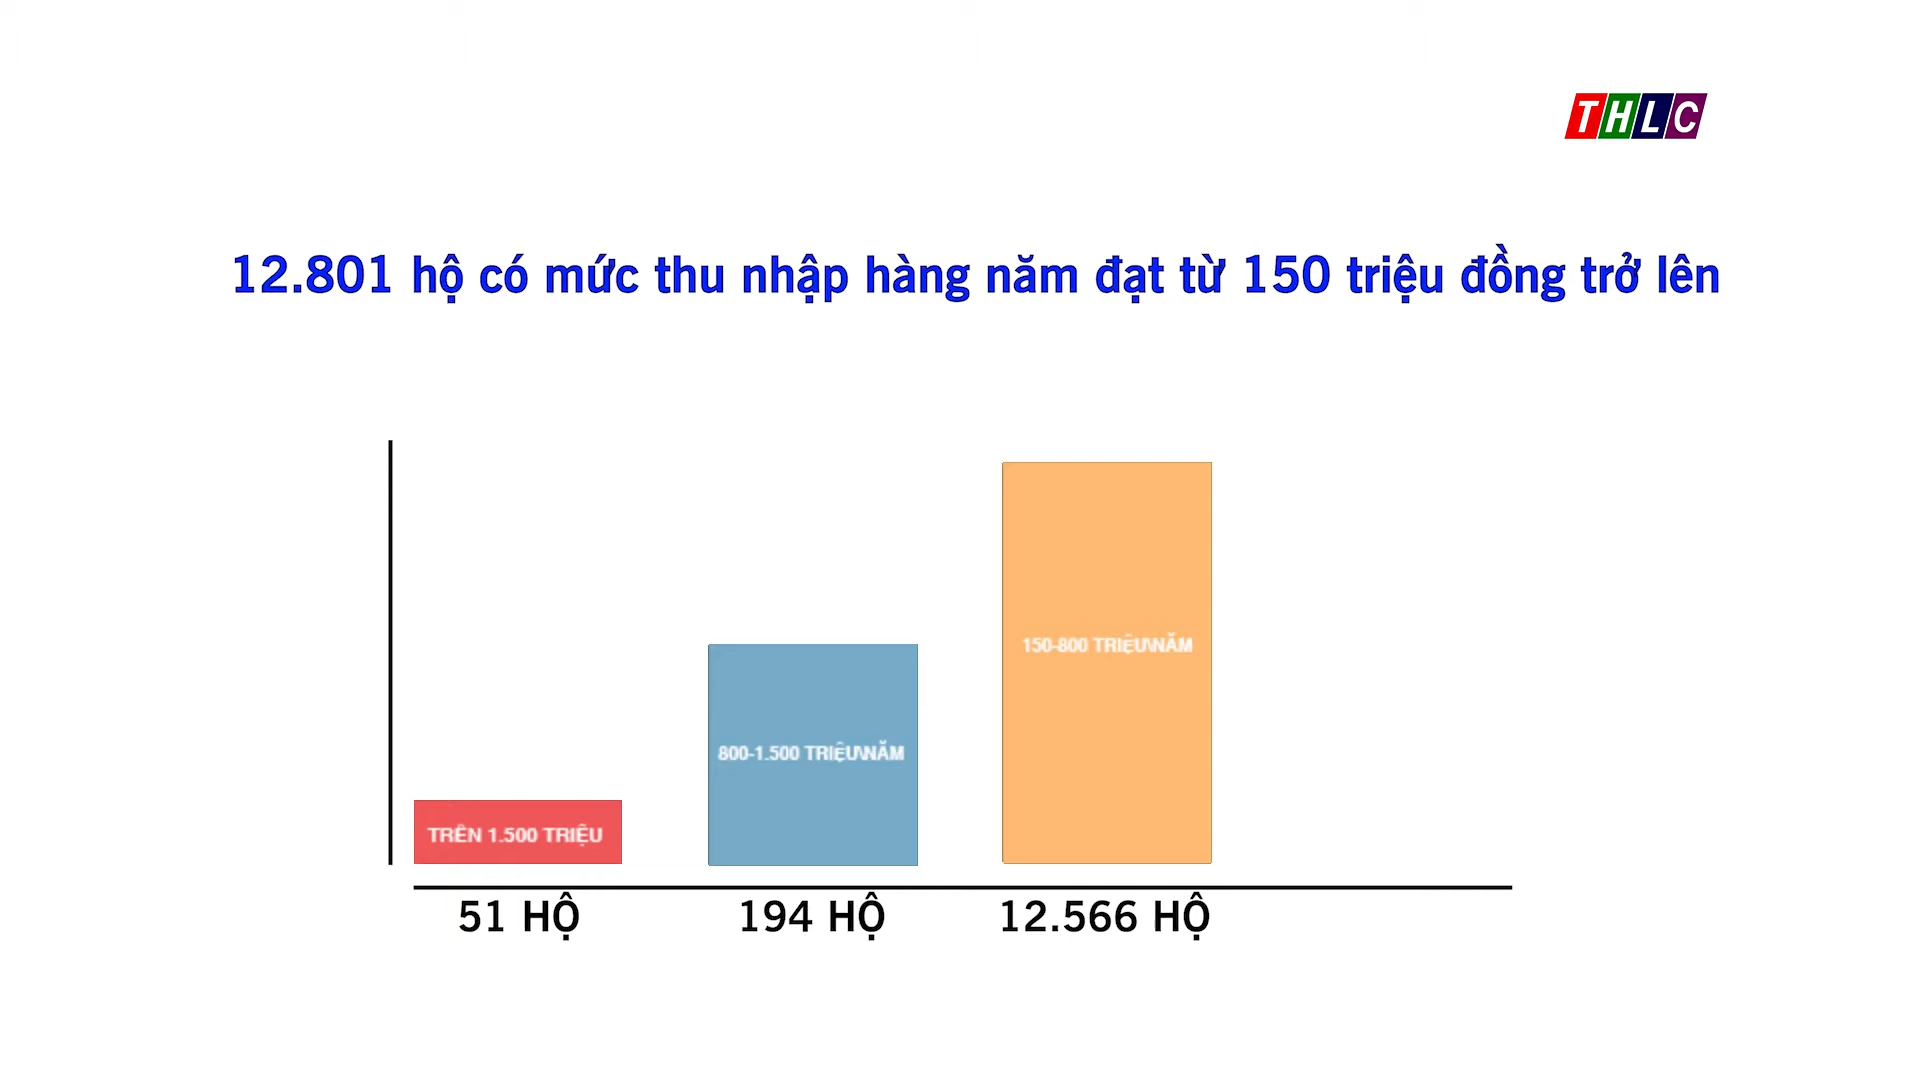 THLC
12.801 hộ có mức thu nhập hàng năm đạt từ 150 triệu đồng trở lên
150-800 TRIỆU\NĂM
800-1.500 TRIỆU\NĂM
TRÊN 1.500 TRIỆU
51 HỘ 194 HỘ 12.566 HỘ